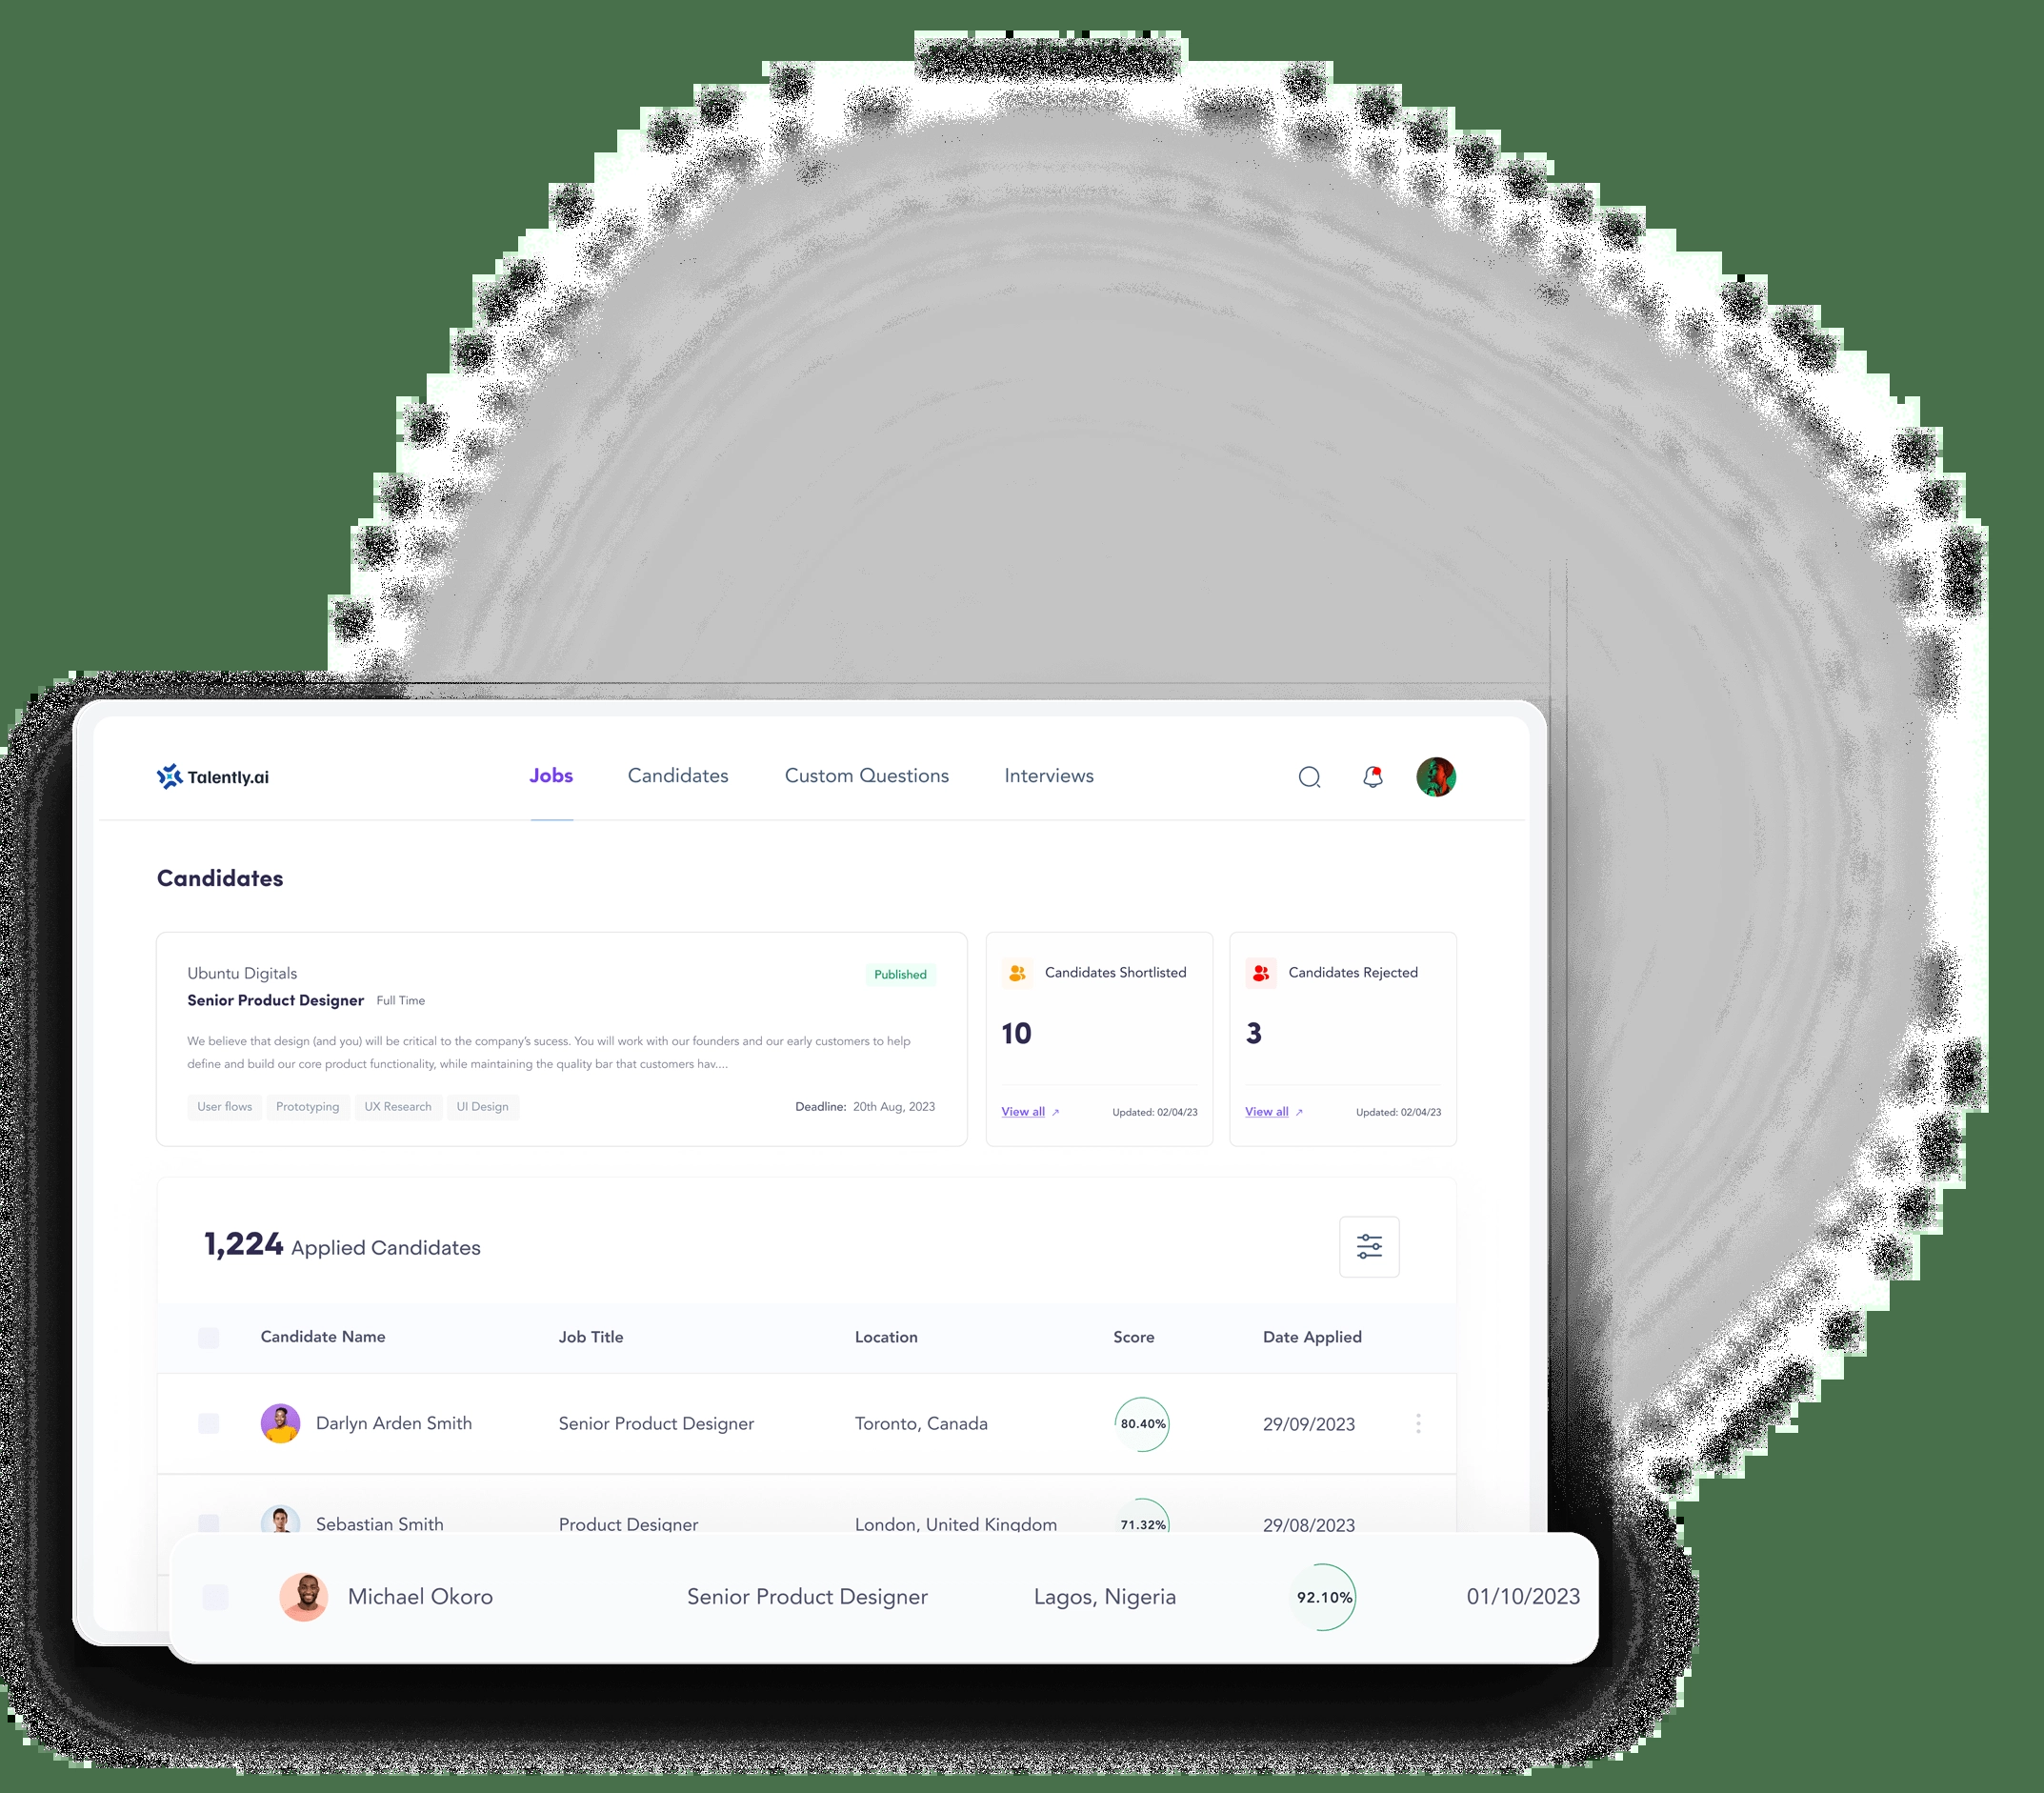 Talently.ai Jobs Candidates Custom Questions Interviews
Candidates
Ubuntu Digitals Published
Senior Product Designer Full Time
We believe that design (and you) will be critical to the company's sucess. You will work with our founders and our early customers to help
define and build our core product functionality, while maintaining the quality bar that customers hav....
User flows Prototyping UX Research UI Design Deadline: 20th Aug, 2023
Candidates Shortlisted
10
View all ↗ Updated: 02/04/23
Candidates Rejected
3
View all ↗ Updated: 02/04/23
1,224 Applied Candidates
Candidate Name Job Title Location Score Date Applied
Darlyn Arden Smith Senior Product Designer Toronto, Canada 80.40% 29/09/2023
Sebastian Smith Product Designer London, United Kingdom 71.32% 29/08/2023
Michael Okoro Senior Product Designer Lagos, Nigeria 92.10% 01/10/2023